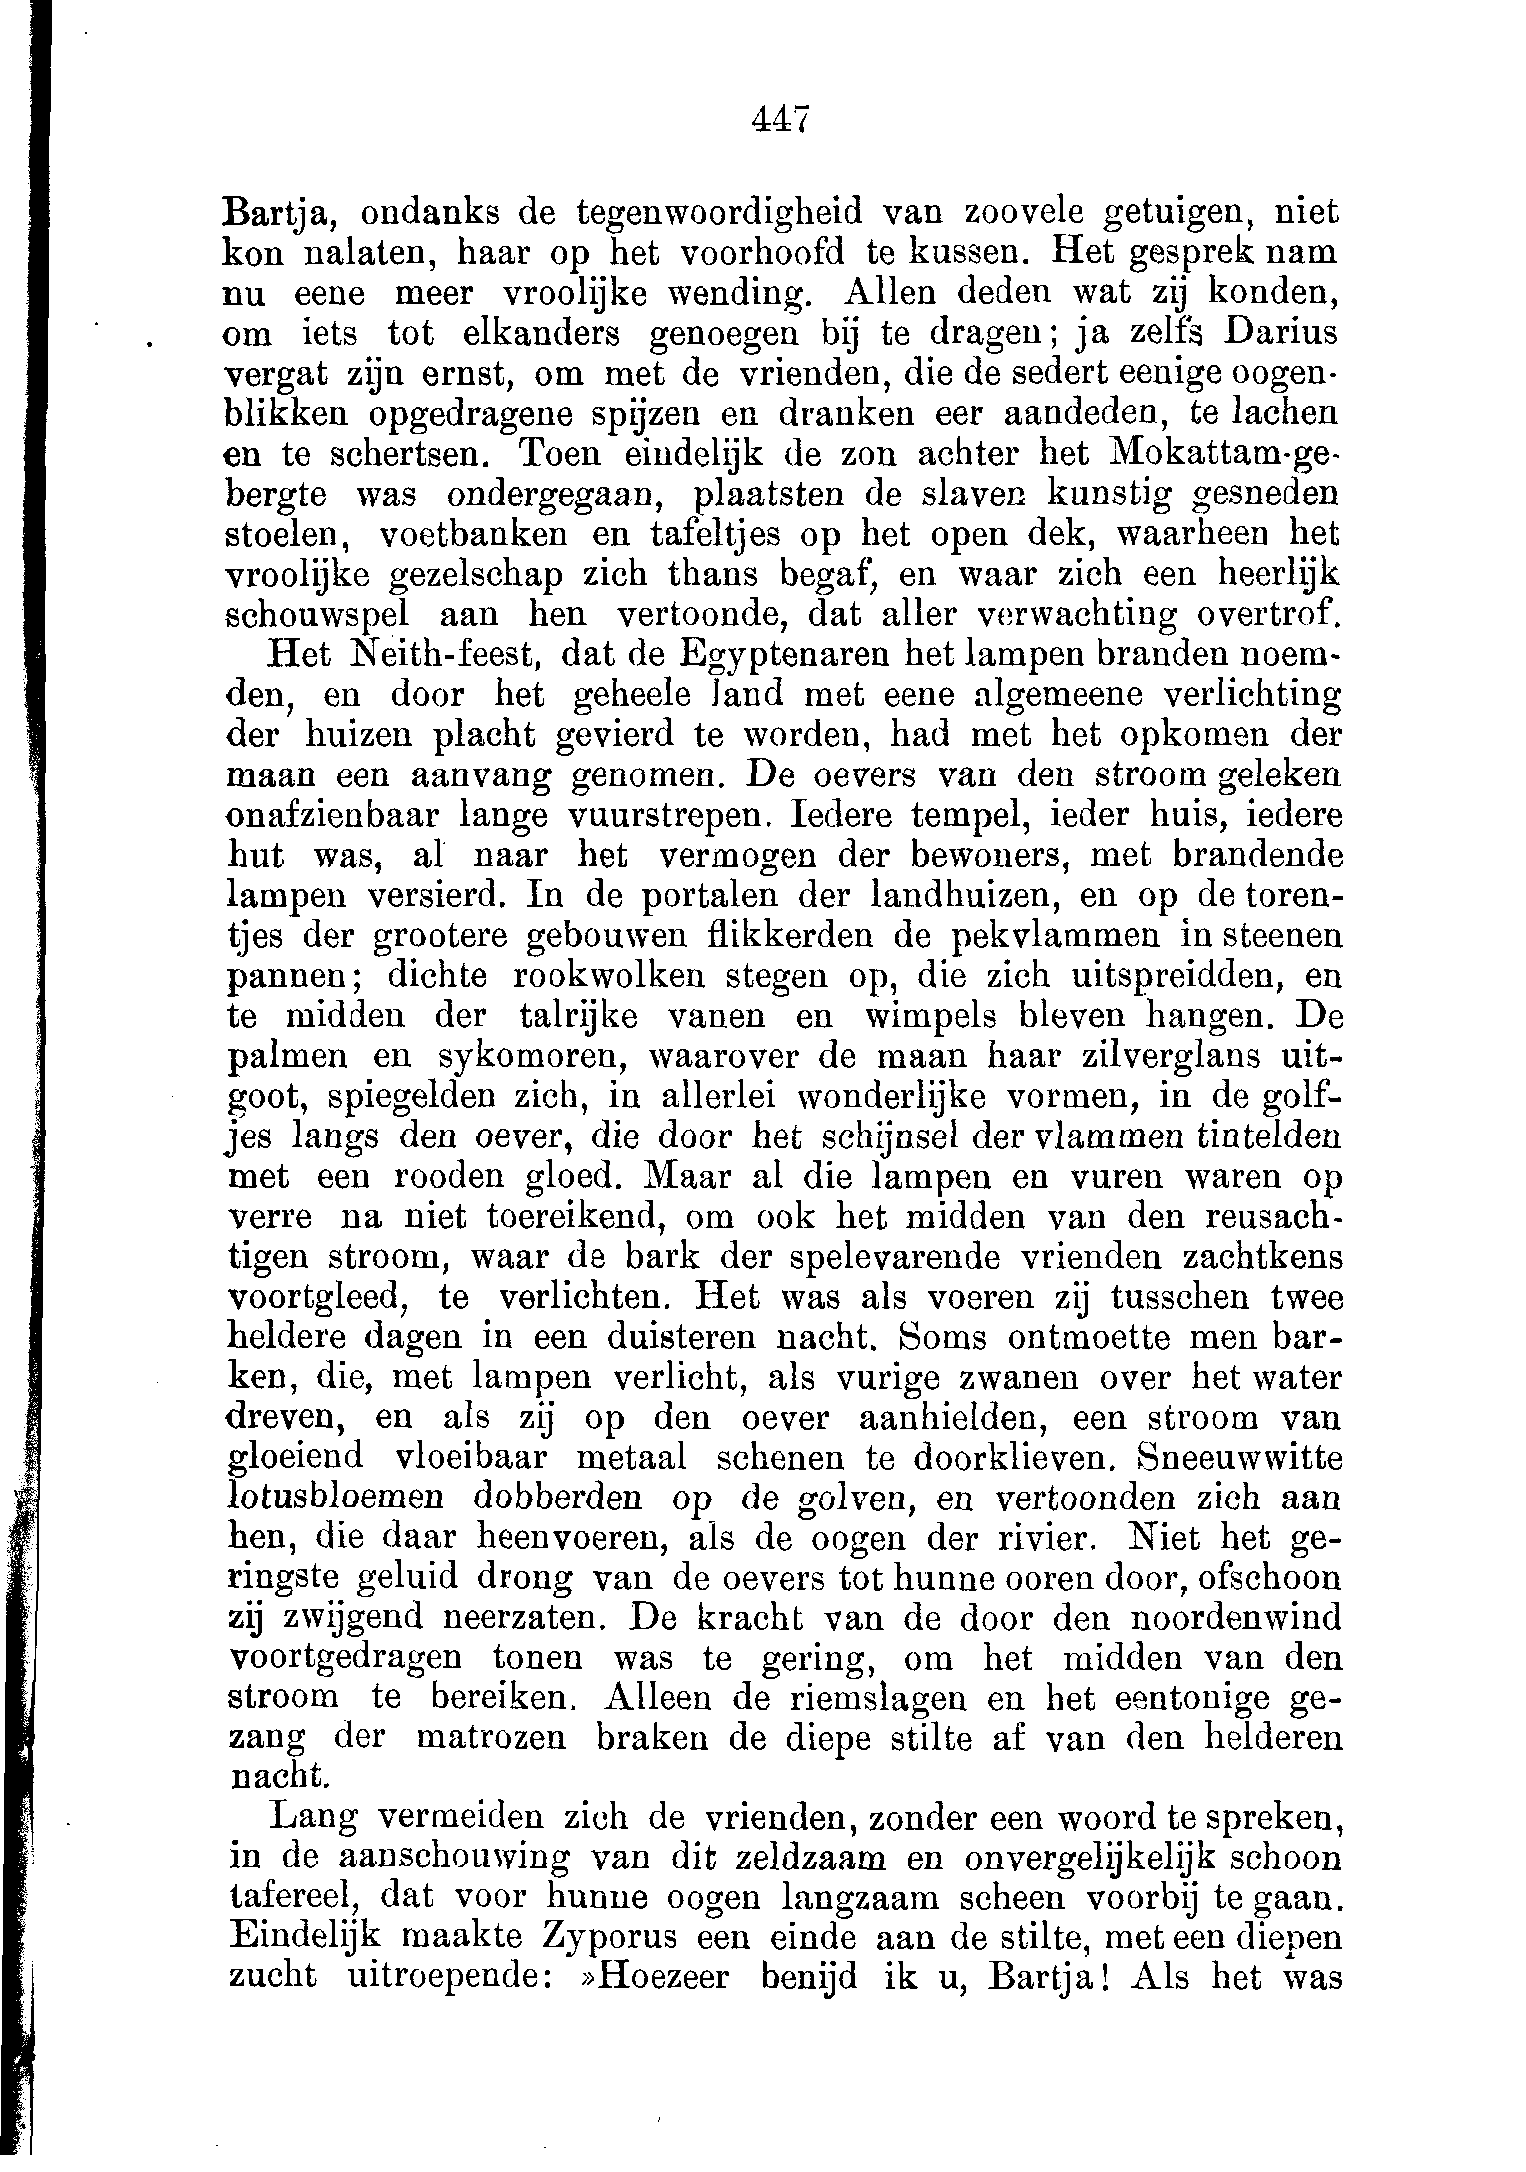 447
Bartja, ondanks de tegenwoordigheid van zoovele getuigen, niet
kon nalaten, haar op het voorhoofd te kussen. Het gesprek nam
nu eene meer vroolijke wending. Allen deden wat zij konden,
om iets tot elkanders genoegen bij te dragen; ja zelfs Darius
vergat zijn ernst, om met de vrienden, die de sedert eenige oogen-
blikken opgedragene spijzen en dranken eer aandeden, te lachen
en te schertsen. Toen eindelijk de zon achter het Mokattam-ge-
bergte was ondergegaan, plaatsten de slaven kunstig gesneden
stoelen, voetbanken en tafeltjes op het open dek, waarheen het
vroolijke gezelschap zich thans begaf, en waar zich een heerlijk
schouwspel aan hen vertoonde, dat aller verwachting overtrof.
Het Neith-feest, dat de Egyptenaren het lampen branden noem-
den, en door het geheele land met eene algemeene verlichting
der huizen placht gevierd te worden, had met het opkomen der
maan een aanvang genomen. De oevers van den stroom geleken
onafzienbaar lange vuurstrepen. Iedere tempel, ieder huis, iedere
hut was, al naar het vermogen der bewoners, met brandende
lampen versierd. In de portalen der landhuizen, en op de toren-
tjes der grootere gebouwen flikkerden de pekvlammen in steenen
pannen; dichte rookwolken stegen op, die zich uitspreidden, en
te midden der talrijke vanen en wimpels bleven hangen. De
palmen en sykomoren, waarover de maan haar zilverglans uit-
goot, spiegelden zich, in allerlei wonderlijke vormen, in de golf-
jes langs den oever, die door het schijnsel der vlammen tintelden
met een rooden gloed. Maar al die lampen en vuren waren op
verre na niet toereikend, om ook het midden van den reusach-
tigen stroom, waar de bark der spelevarende vrienden zachtkens
voortgleed, te verlichten. Het was als voeren zij tusschen twee
heldere dagen in een duisteren nacht. Soms ontmoette men bar-
ken, die, met lampen verlicht, als vurige zwanen over het water
dreven, en als zij op den oever aanhielden, een stroom van
gloeiend vloeibaar metaal schenen te doorklieven. Sneeuwwitte
lotusbloemen dobberden op de golven, en vertoonden zich aan
hen, die daar heenvoeren, als de oogen der rivier. Niet het ge-
ringste geluid drong van de oevers tot hunne ooren door, ofschoon
zij zwijgend neerzaten. De kracht van de door den noordenwind
voortgedragen tonen was te gering, om het midden van den
stroom te bereiken. Alleen de riemslagen en het eentonige ge-
zang der matrozen braken de diepe stilte af van den helderen
nacht.
Lang vermeiden zich de vrienden, zonder een woord te spreken,
in de aanschouwing van dit zeldzaam en onvergelijkelijk schoon
tafereel, dat voor hunne oogen langzaam scheen voorbij te gaan.
Eindelijk maakte Zyporus een einde aan de stilte, met een diepen
zucht uitroepende: »Hoezeer benijd ik u, Bartja! Als het was